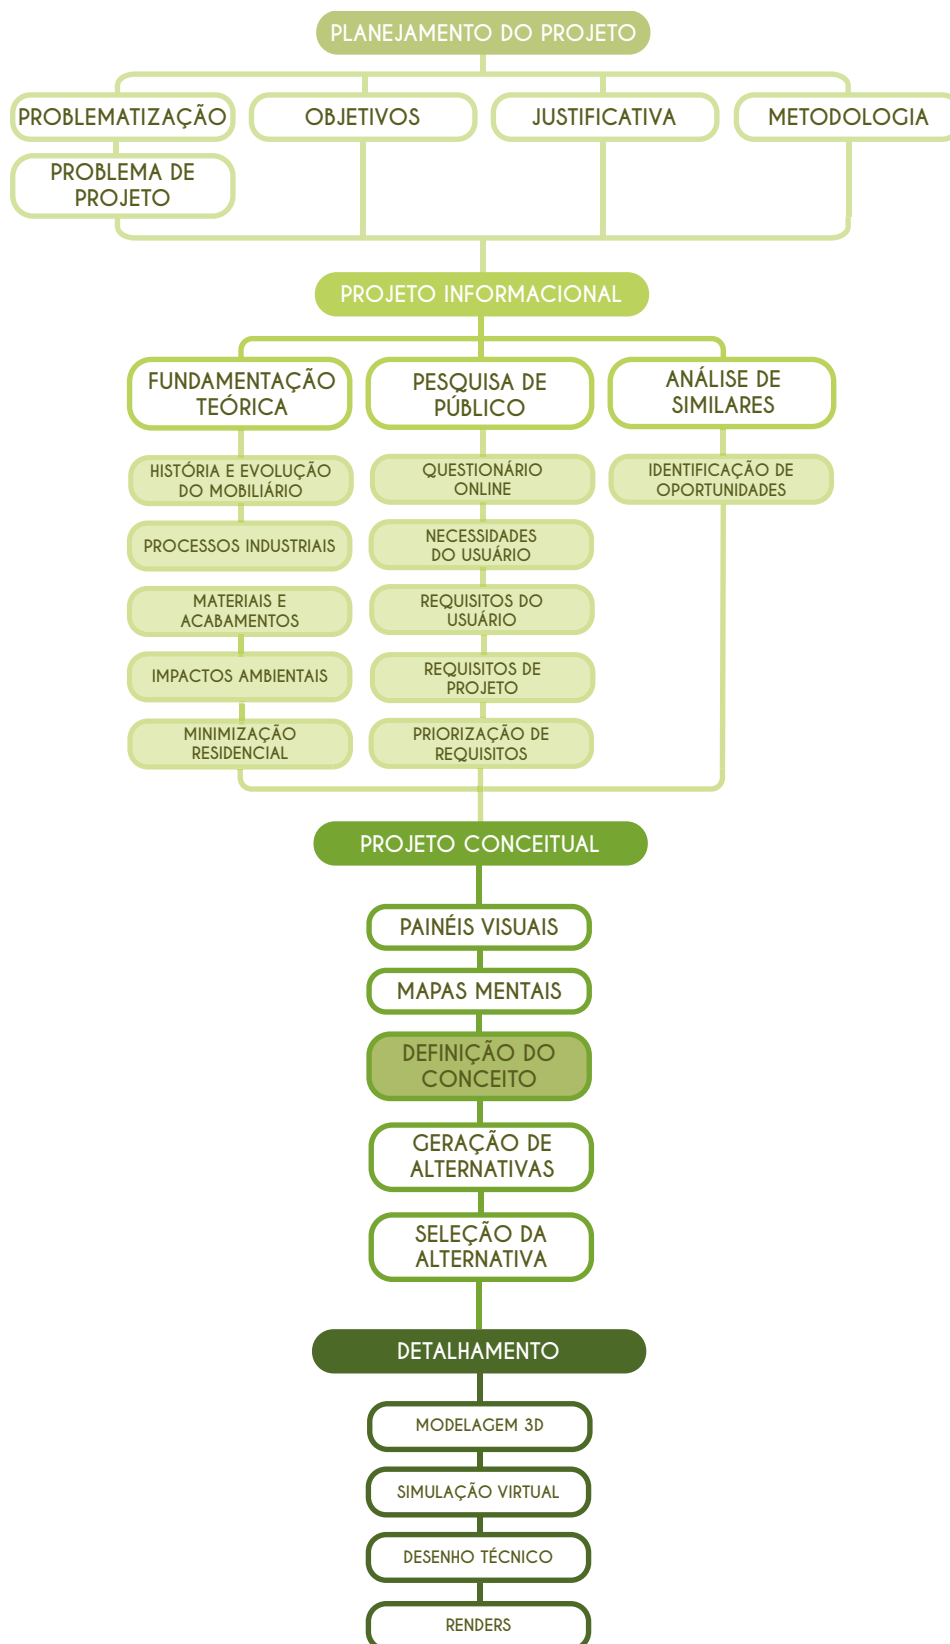 PLANEJAMENTO DO PROJETO
PROBLEMATIZAÇÃO
OBJETIVOS
JUSTIFICATIVA
METODOLOGIA
PROBLEMA DE
PROJETO
PROJETO INFORMACIONAL
FUNDAMENTAÇÃO
TEÓRICA
HISTÓRIA E EVOLUÇÃO
DO MOBILIÁRIO
PROCESSOS INDUSTRIAIS
MATERIAIS E
ACABAMENTOS
IMPACTOS AMBIENTAIS
MINIMIZAÇÃO
RESIDENCIAL
PESQUISA DE
PÚBLICO
QUESTIONÁRIO
ONLINE
NECESSIDADES
DO USUÁRIO
REQUISITOS DO
USUÁRIO
REQUISITOS DE
PROJETO
PRIORIZAÇÃO DE
REQUISITOS
ANÁLISE DE
SIMILARES
IDENTIFICAÇÃO DE
OPORTUNIDADES
PROJETO CONCEITUAL
PAINÉIS VISUAIS
MAPAS MENTAIS
DEFINIÇÃO DO
CONCEITO
GERAÇÃO DE
ALTERNATIVAS
SELEÇÃO DA
ALTERNATIVA
DETALHAMENTO
MODELAGEM 3D
SIMULAÇÃO VIRTUAL
DESENHO TÉCNICO
RENDERS